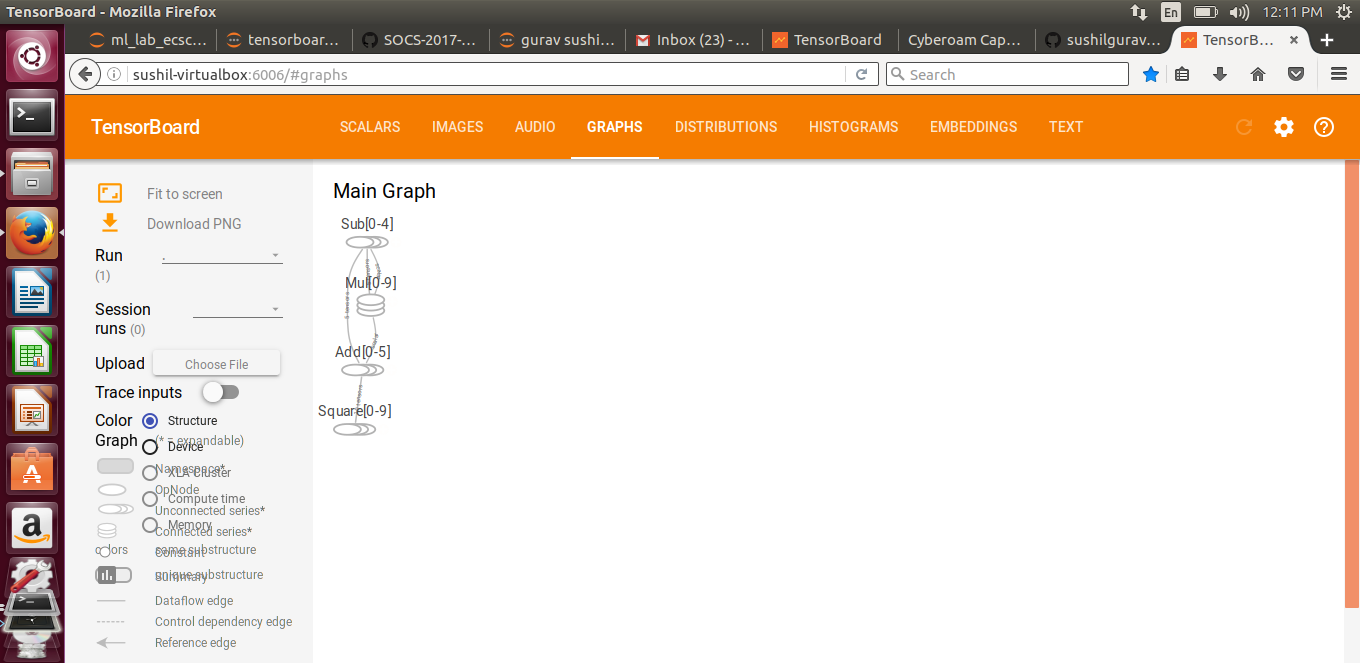 TensorBoard - Mozilla Firefox
En
12:11 PM
ml_lab_ecsc...
tensorboar...
SOCS-2017-...
gurav sushi...
Inbox (23) - ...
TensorBoard
Cyberoam Cap...
sushilgurav...
TensorB...
sushil-virtualbox:6006/#graphs
Search
TensorBoard
SCALARS
IMAGES
AUDIO
GRAPHS
DISTRIBUTIONS
HISTOGRAMS
EMBEDDINGS
TEXT
Fit to screen
Download PNG
Run
(1)
.
Session
runs (0)
Upload
Choose File
Trace inputs
Color
Graph
Structure
(* = expandable)
Device
Namespace*
XLA Cluster
OpNode
Compute time
Unconnected series*
Memory
Connected series*
colors
same substructure
Constant
unique substructure
Summary
Dataflow edge
Control dependency edge
Reference edge
Main Graph
Sub[0-4]
Mul[0-9]
5 tensors
Add[0-5]
Square[0-9]